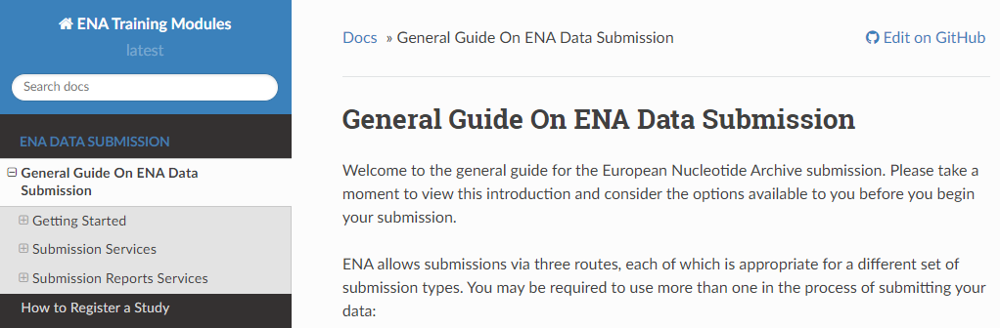 ENA Training Modules
latest
Search docs
ENA DATA SUBMISSION
General Guide On ENA Data
Submission
Getting Started
Submission Services
Submission Reports Services
How to Register a Study
Docs » General Guide On ENA Data Submission
Edit on GitHub
General Guide On ENA Data Submission
Welcome to the general guide for the European Nucleotide Archive submission. Please take a
moment to view this introduction and consider the options available to you before you begin
your submission.
ENA allows submissions via three routes, each of which is appropriate for a different set of
submission types. You may be required to use more than one in the process of submitting your
data: